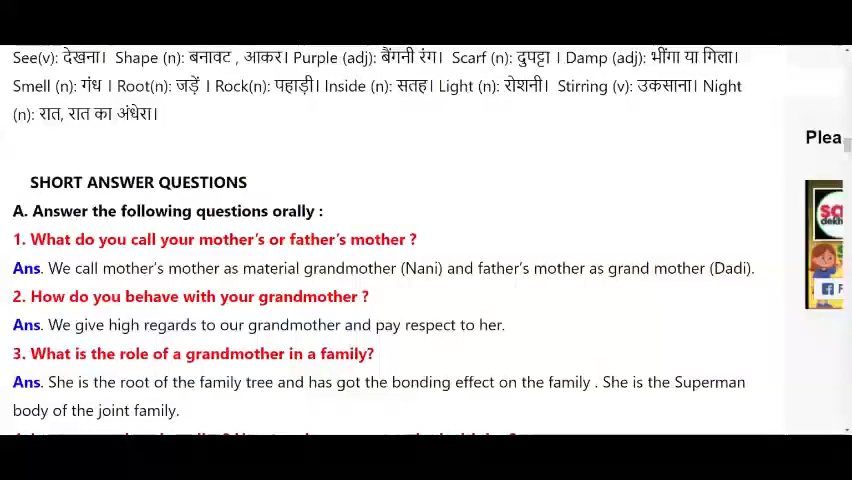 See(v): देखना। Shape (n): बनावट , आकर। Purple (adj): बैंगनी रंग। Scarf (n): दुपट्टा । Damp (adj): भींगा या गिला।
Smell (n): गंध । Root(n): जड़ें । Rock(n): पहाड़ी। Inside (n): सतह। Light (n): रोशनी। Stirring (v): उकसाना। Night
(n): रात, रात का अंधेरा।
Plea
SHORT ANSWER QUESTIONS
A. Answer the following questions orally :
1. What do you call your mother's or father's mother ?
Ans. We call mother's mother as material grandmother (Nani) and father's mother as grand mother (Dadi).
2. How do you behave with your grandmother ?
Ans. We give high regards to our grandmother and pay respect to her.
3. What is the role of a grandmother in a family?
Ans. She is the root of the family tree and has got the bonding effect on the family . She is the Superman
body of the joint family.